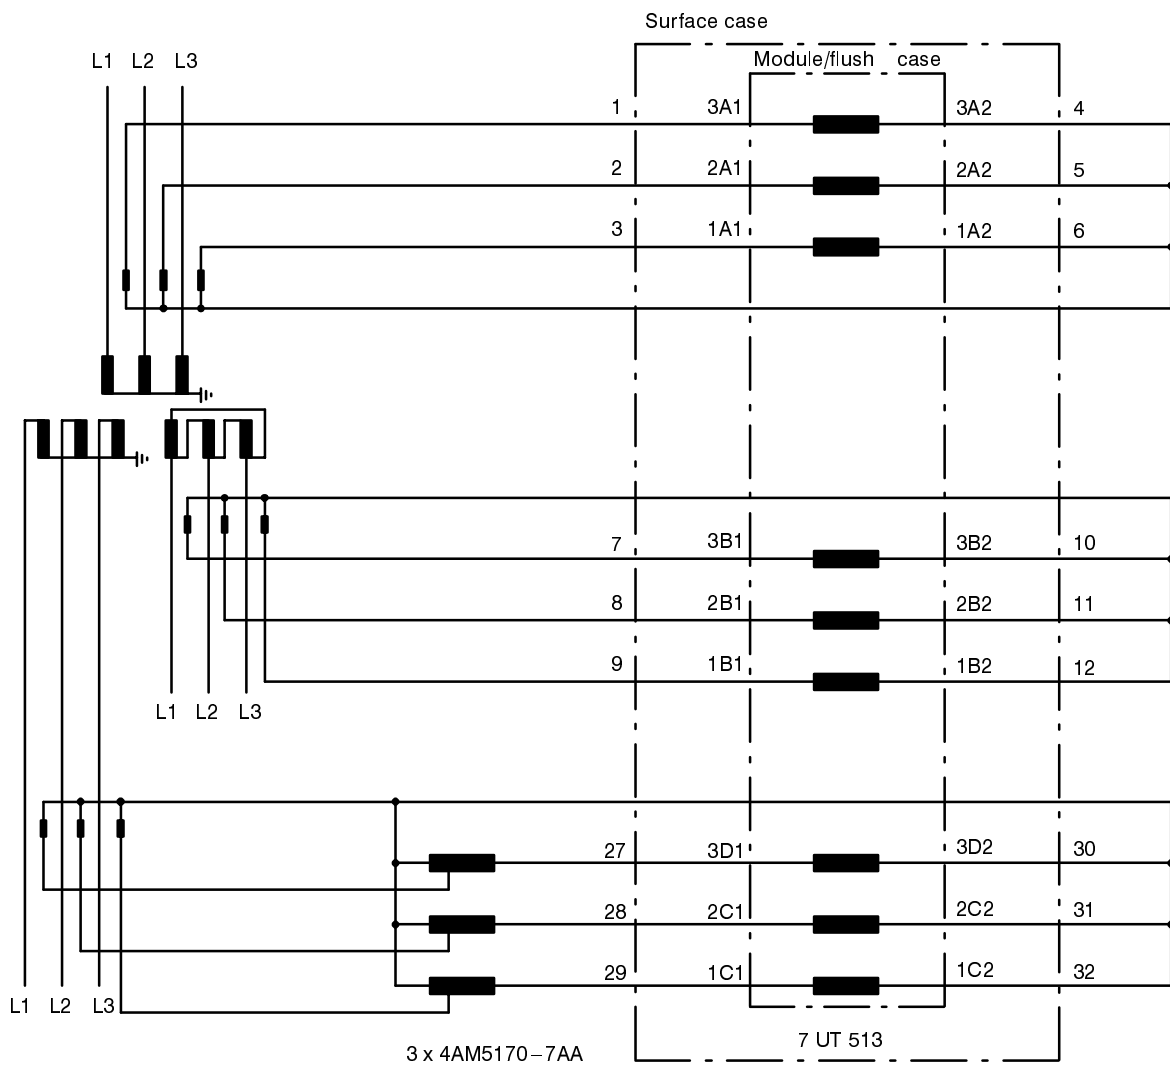 Surface case
L1 L2 L3
Module/flush case
1 3A1 3A2 4
2 2A1 2A2 5
3 1A1 1A2 6
7 3B1 3B2 10
8 2B1 2B2 11
9 1B1 1B2 12
L1 L2 L3
27 3D1 3D2 30
28 2C1 2C2 31
29 1C1 1C2 32
L1 L2 L3
7 UT 513
3 x 4AM5170–7AA